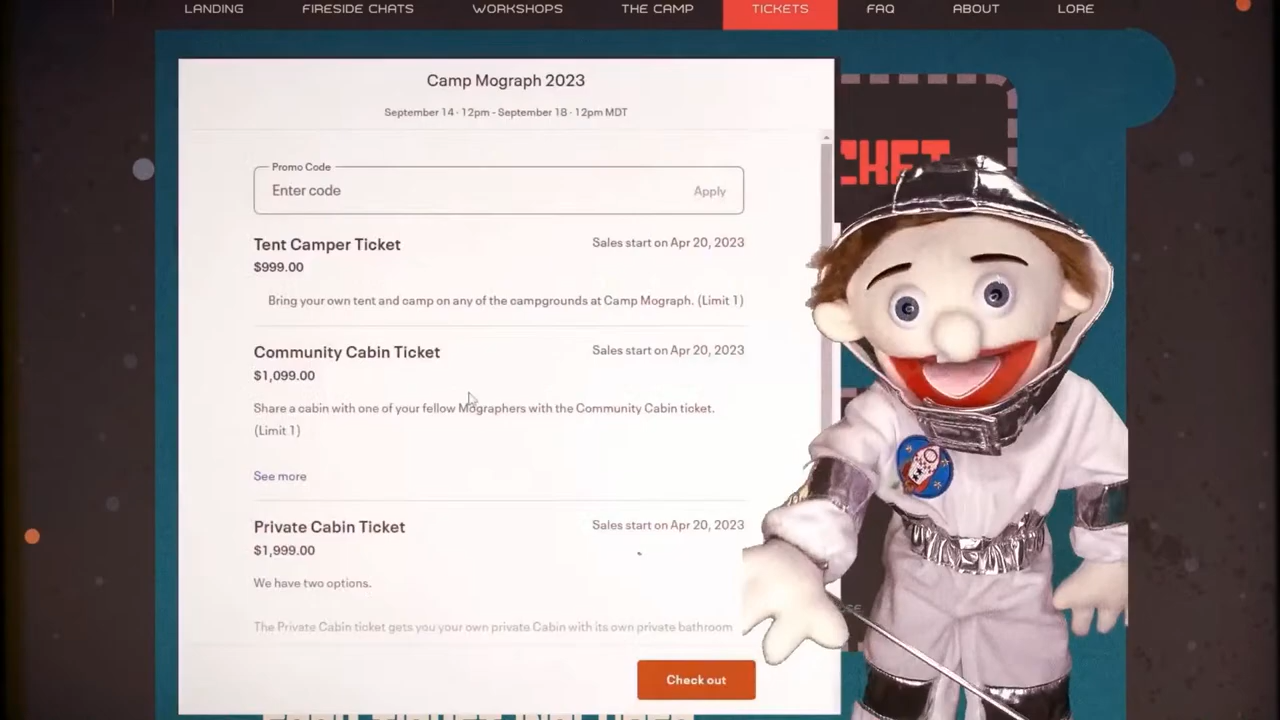 LANDING
FIRESIDE CHATS
WORKSHOPS
THE CAMP
TICKETS
FAQ
ABOUT
LORE
Camp Mograph 2023
September 14 · 12pm - September 18 · 12pm MDT
Promo Code
Enter code
Apply
Tent Camper Ticket
Sales start on Apr 20, 2023
$999.00
Bring your own tent and camp on any of the campgrounds at Camp Mograph. (Limit 1)
Community Cabin Ticket
Sales start on Apr 20, 2023
$1,099.00
Share a cabin with one of your fellow Mographers with the Community Cabin ticket.
(Limit 1)
See more
Private Cabin Ticket
Sales start on Apr 20, 2023
$1,999.00
We have two options.
The Private Cabin ticket gets you your own private Cabin with its own private bathroom
Check out